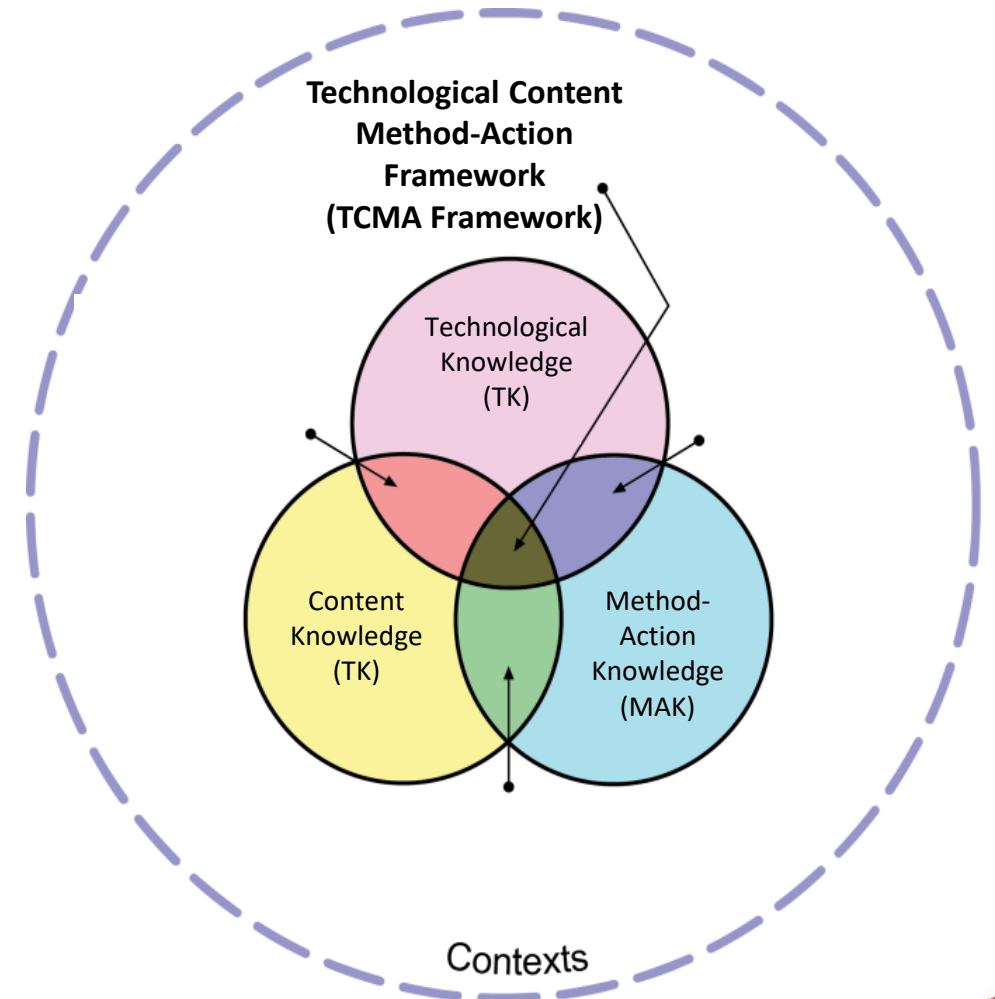 Technological Content
Method-Action
Framework
(TCMA Framework)
Technological
Knowledge
(TK)
Content
Knowledge
(TK)
Method-
Action
Knowledge
(MAK)
Contexts